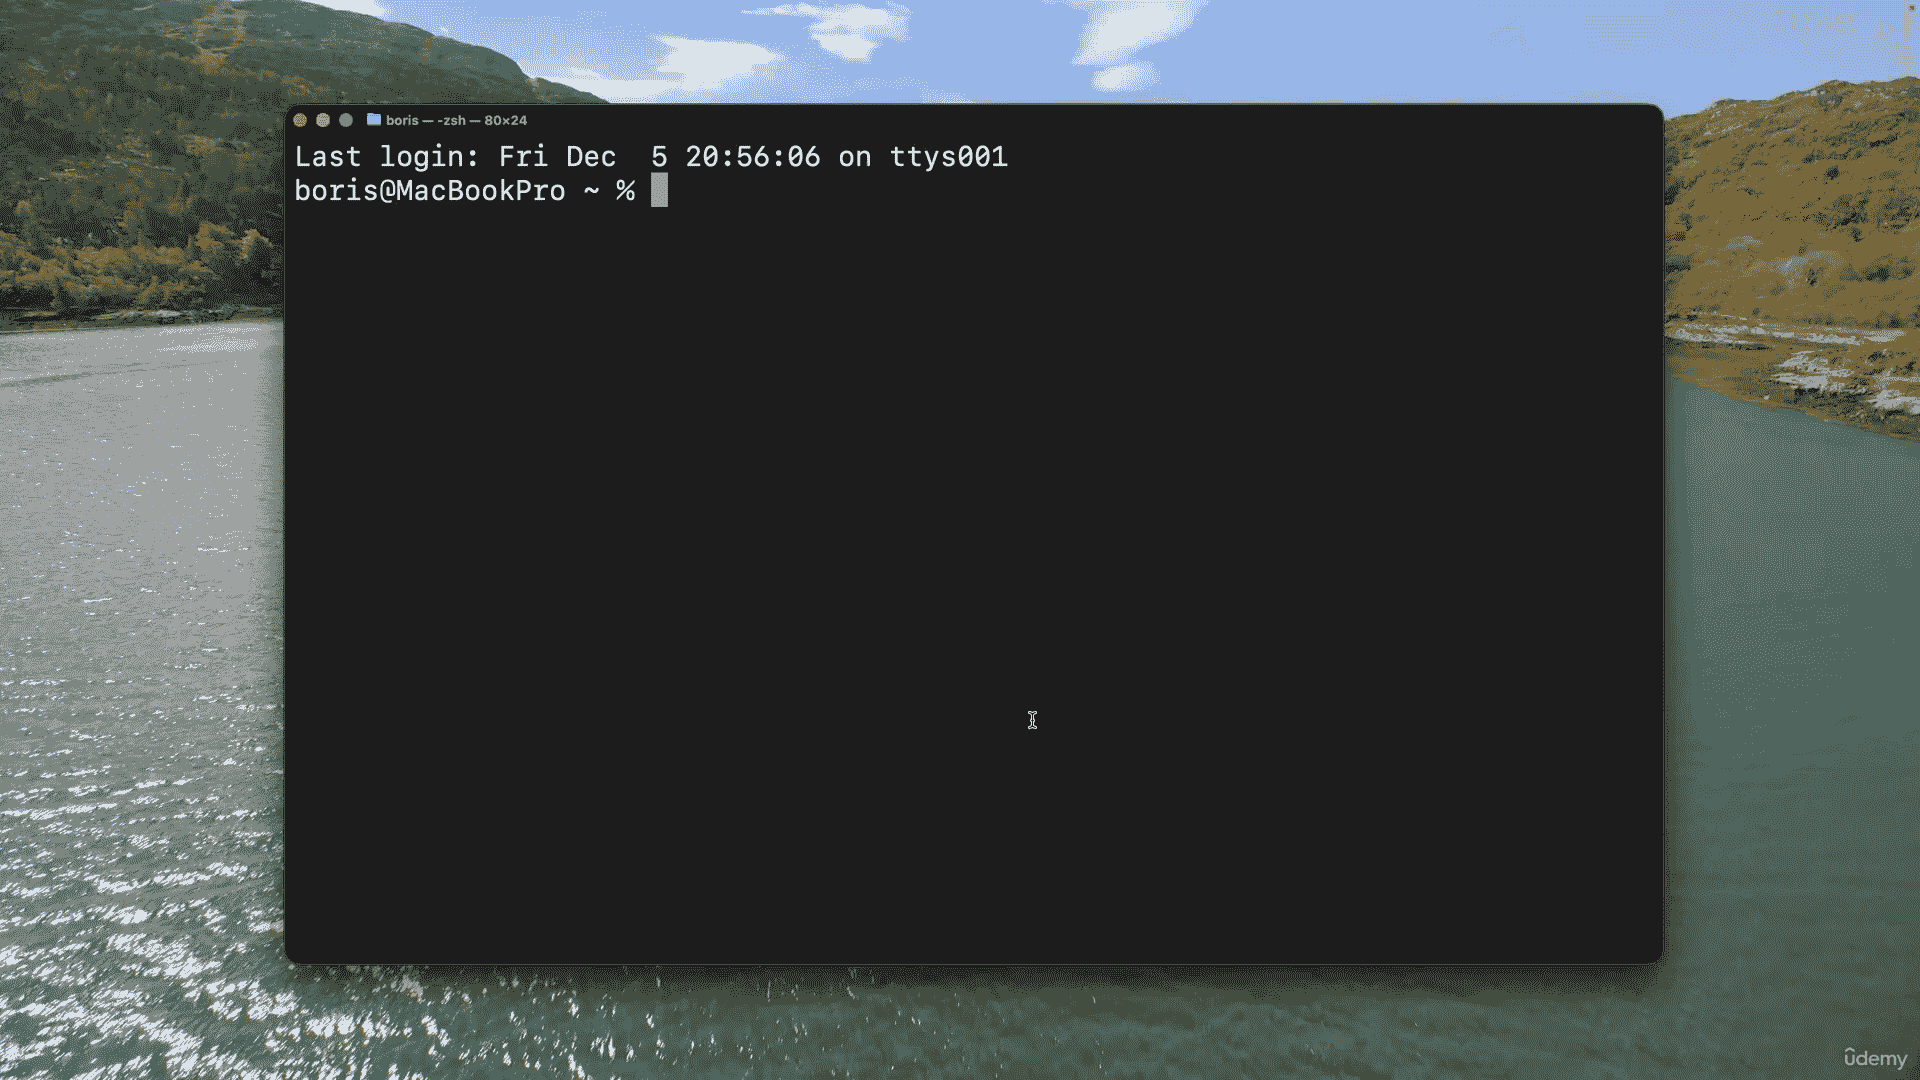 boris — -zsh — 80×24
Last login: Fri Dec  5 20:56:06 on ttys001
boris@MacBookPro ~ %
ûdemy